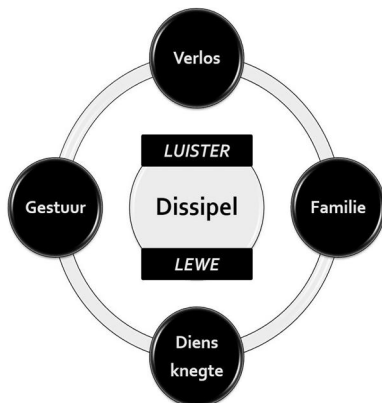 Verlos
LUISTER
Gestuur
Dissipel
Familie
LEWE
Diens
knegte